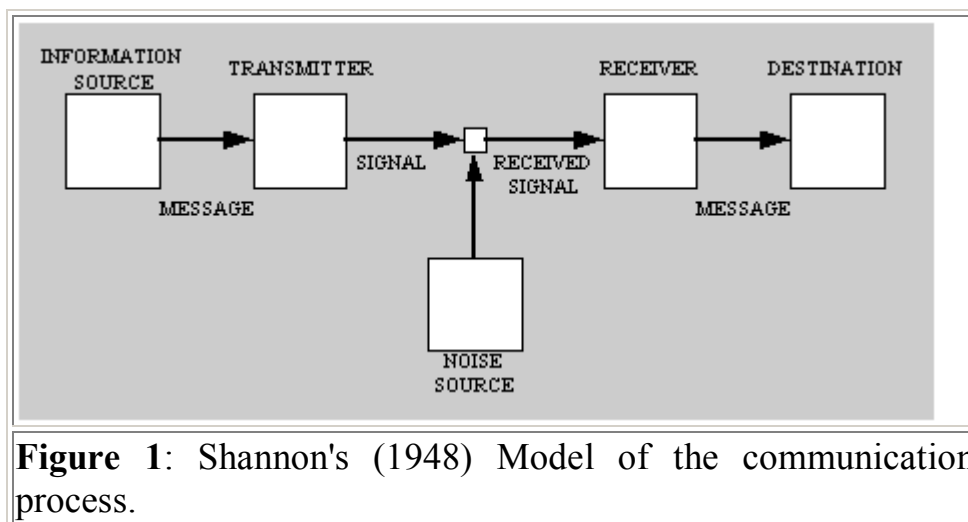 INFORMATION
SOURCE
TRANSMITTER
RECEIVER
DESTINATION
SIGNAL
RECEIVED
SIGNAL
MESSAGE
MESSAGE
NOISE
SOURCE
Figure 1: Shannon's (1948) Model of the communication
process.